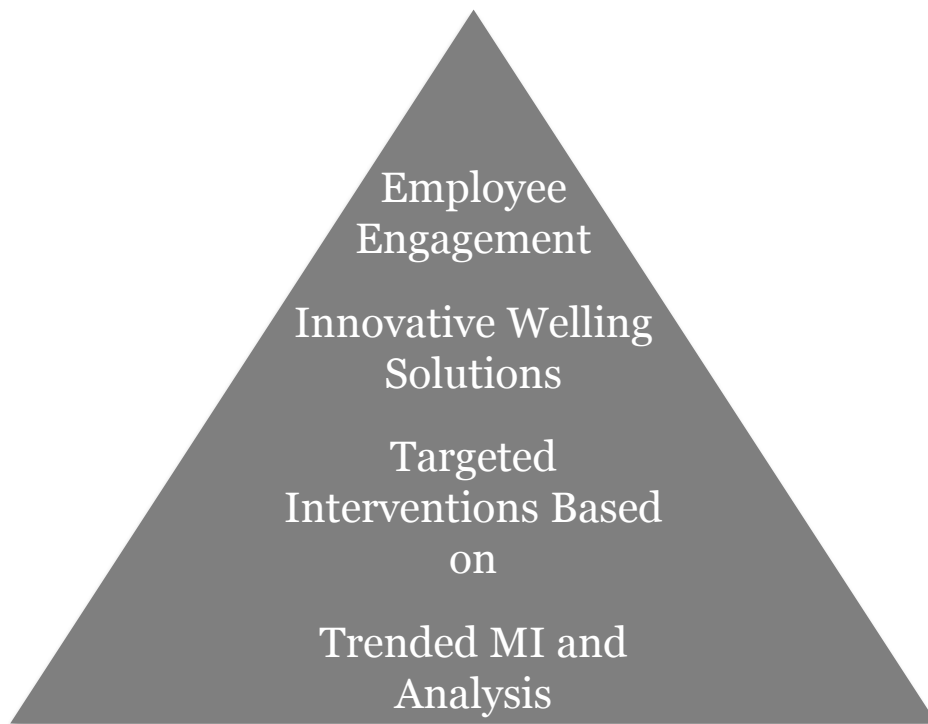 Employee
Engagement
Innovative Welling
Solutions
Targeted
Interventions Based
on
Trended MI and
Analysis